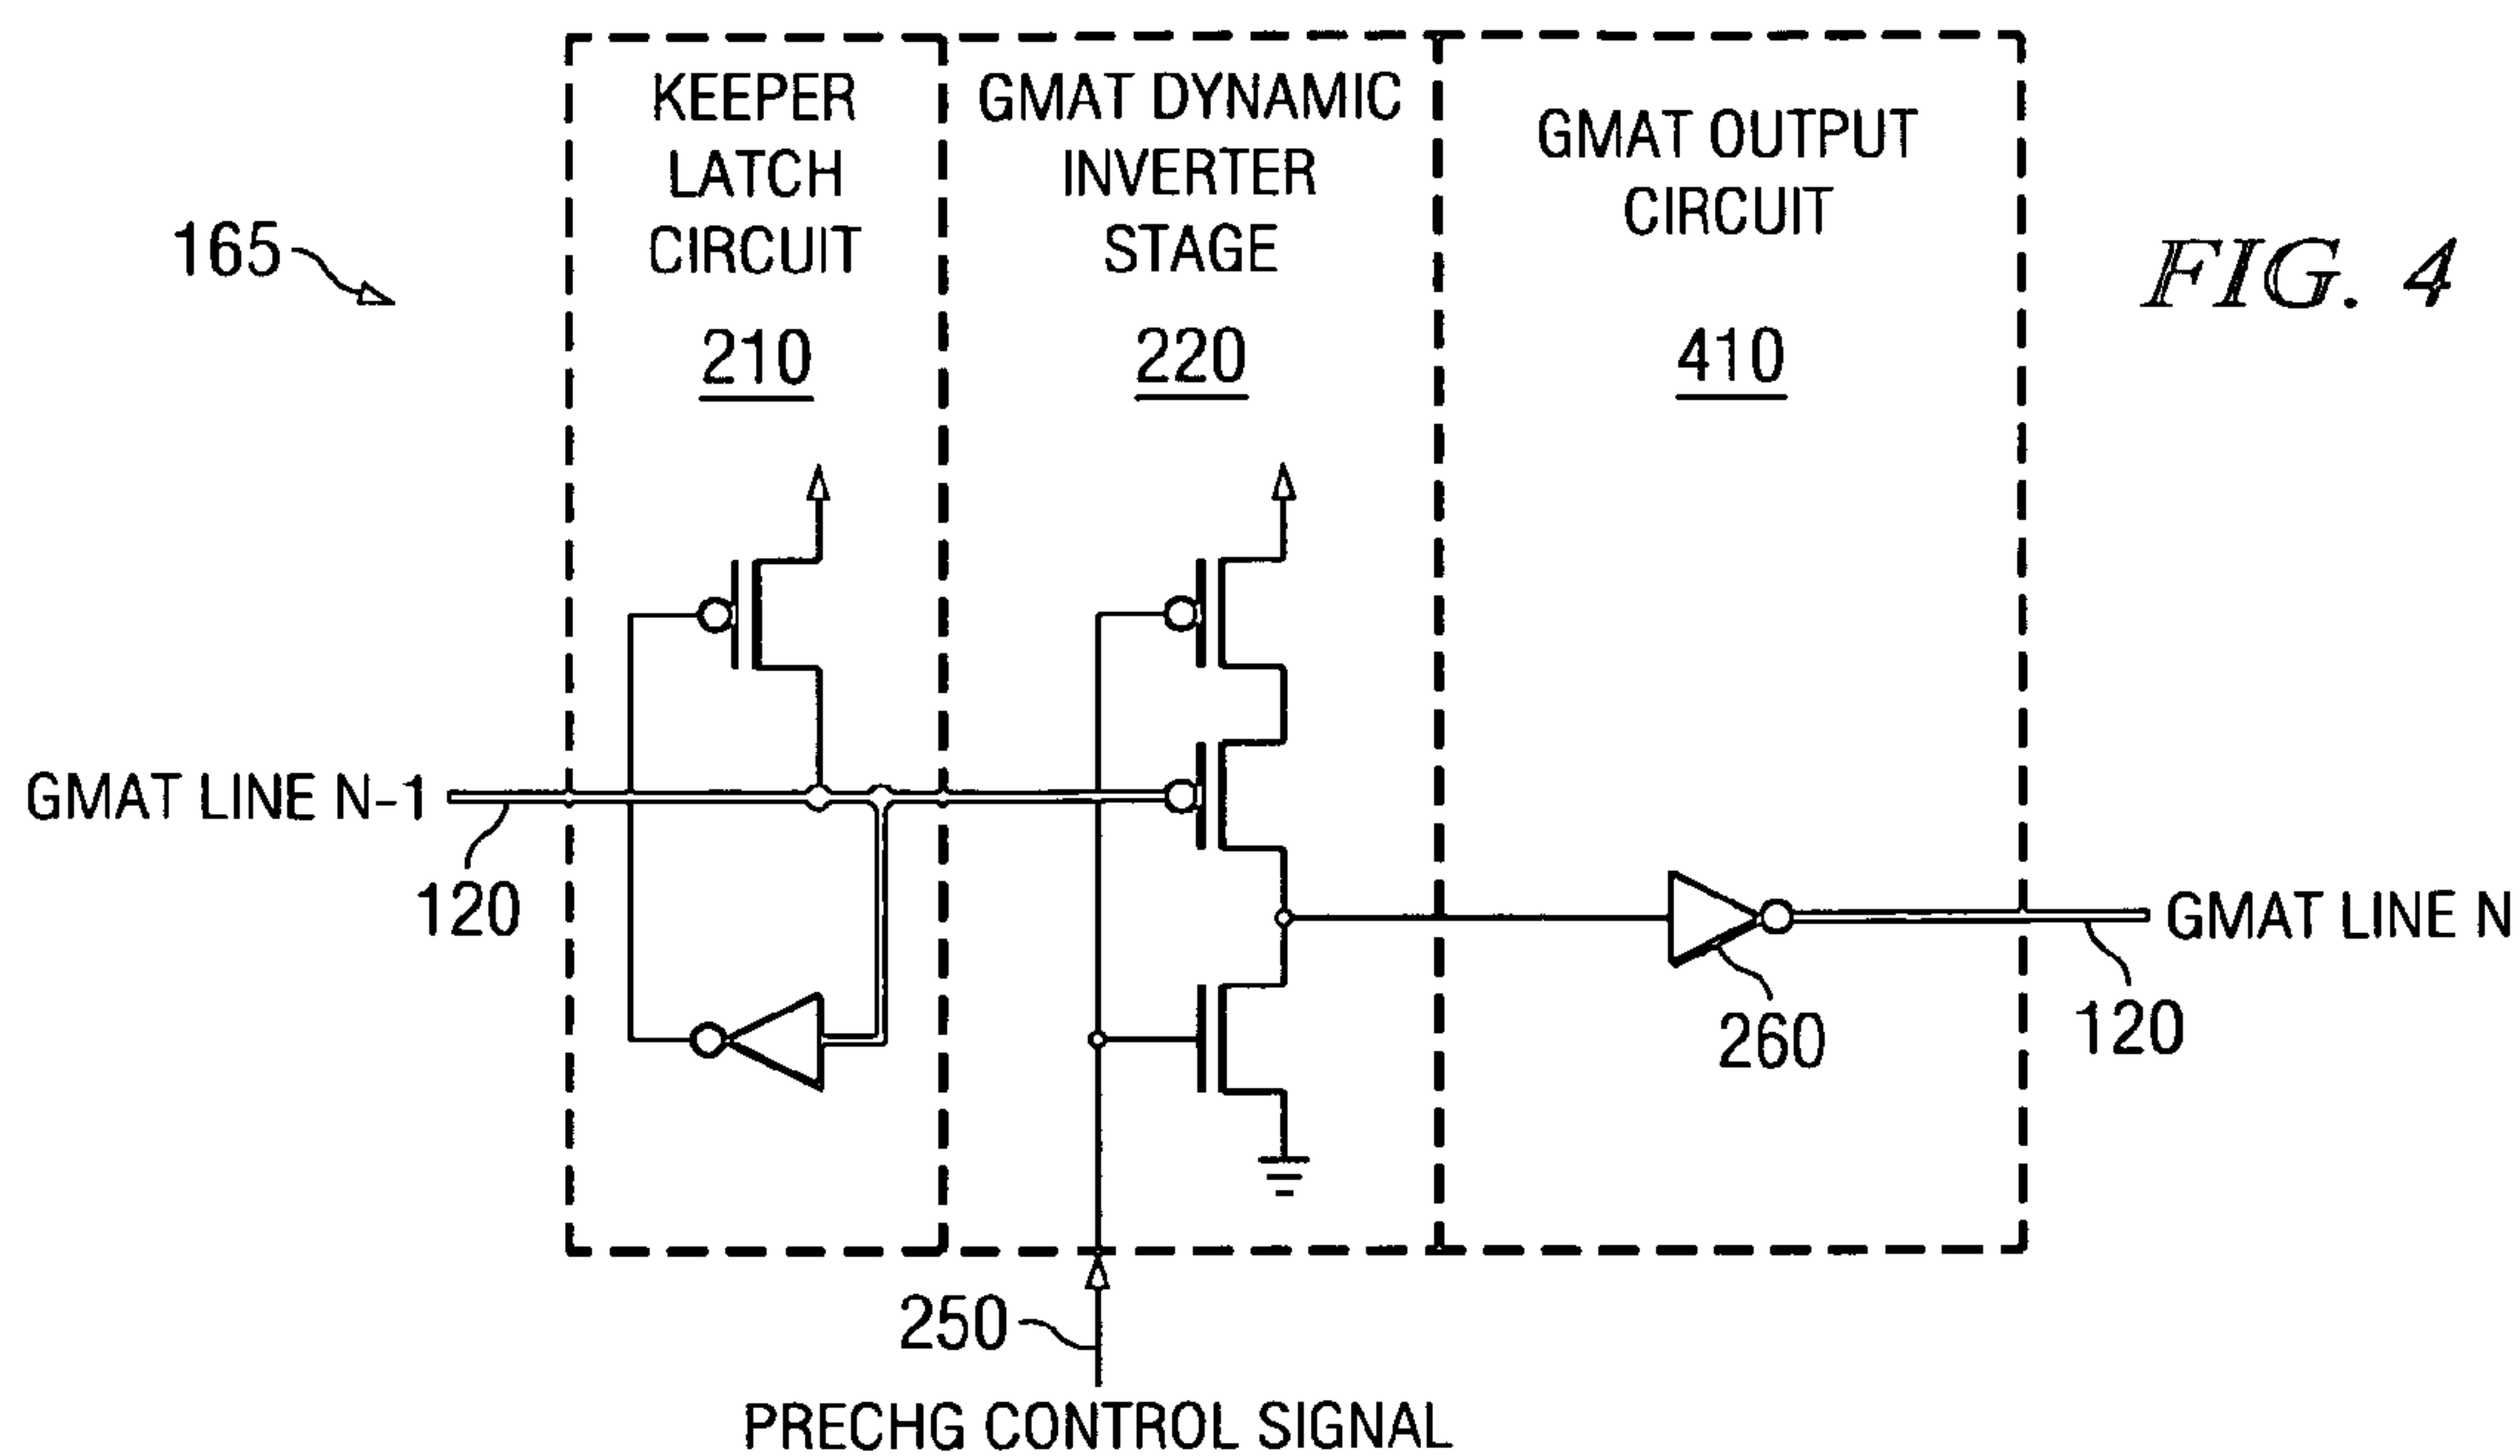 KEEPER
LATCH
CIRCUIT
210
GMAT DYNAMIC
INVERTER
STAGE
220
GMAT OUTPUT
CIRCUIT
410
165
FIG. 4
GMAT LINE N-1
120
GMAT LINE N
120
260
250
PRECHG CONTROL SIGNAL